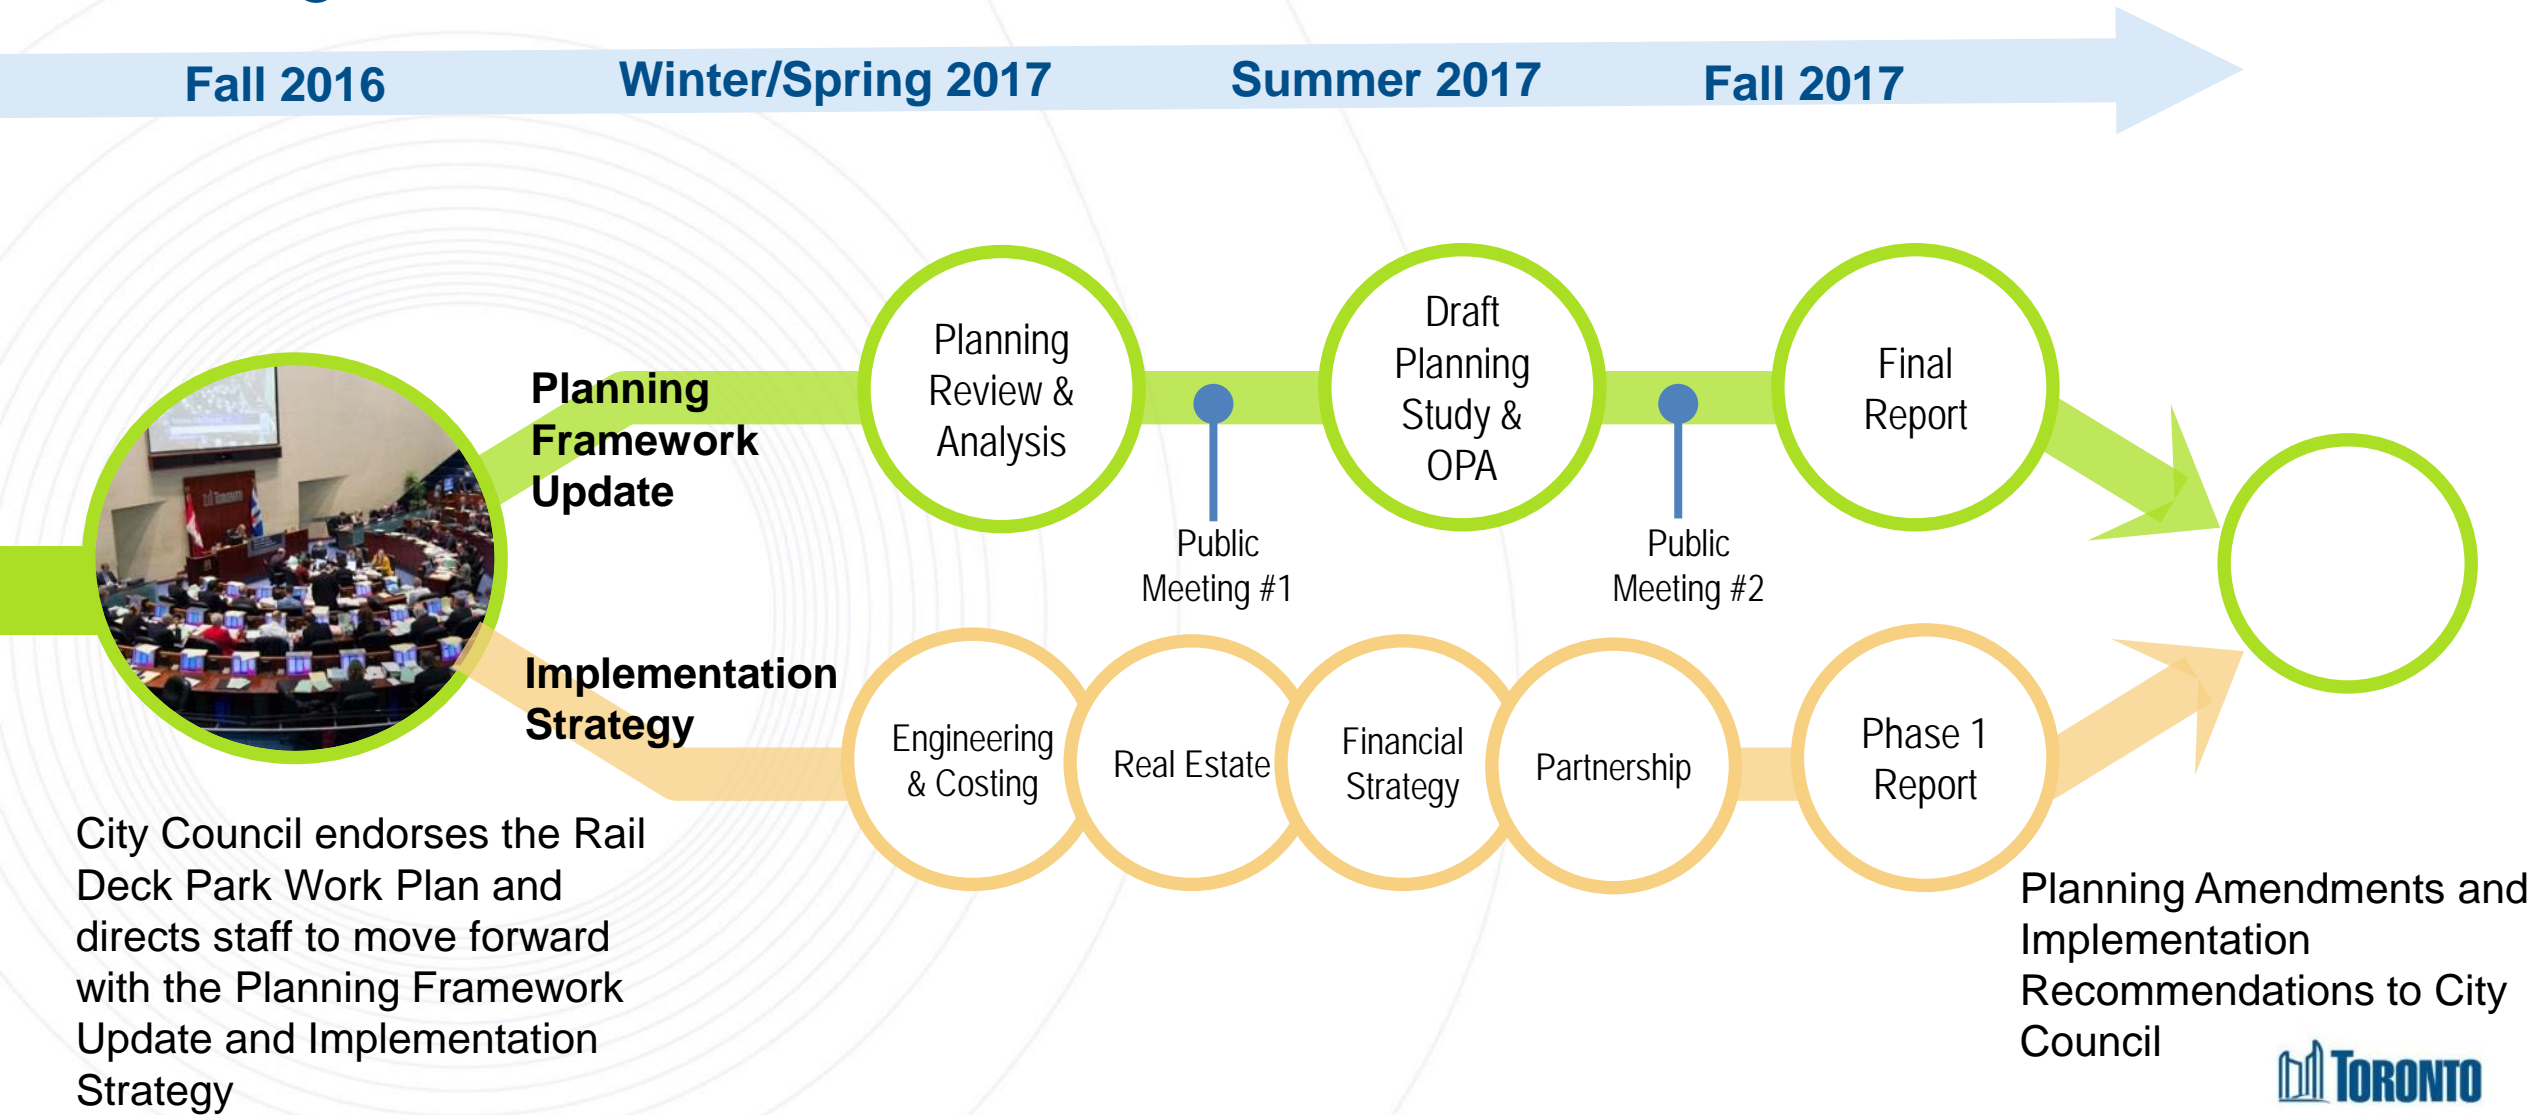 Fall 2016
Winter/Spring 2017
Summer 2017
Fall 2017
Planning
Framework
Update
Planning
Review &
Analysis
Public
Meeting #1
Draft
Planning
Study &
OPA
Public
Meeting #2
Final
Report
Implementation
Strategy
Engineering
& Costing
Real Estate
Financial
Strategy
Partnership
Phase 1
Report
City Council endorses the Rail
Deck Park Work Plan and
directs staff to move forward
with the Planning Framework
Update and Implementation
Strategy
Planning Amendments and
Implementation
Recommendations to City
Council
TORONTO
TORONTO